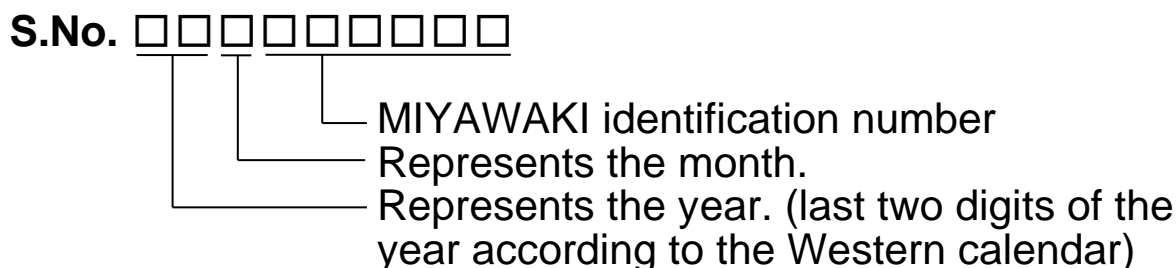 S.No. □□□□□□□□□
MIYAWAKI identification number
Represents the month.
Represents the year. (last two digits of the
year according to the Western calendar)